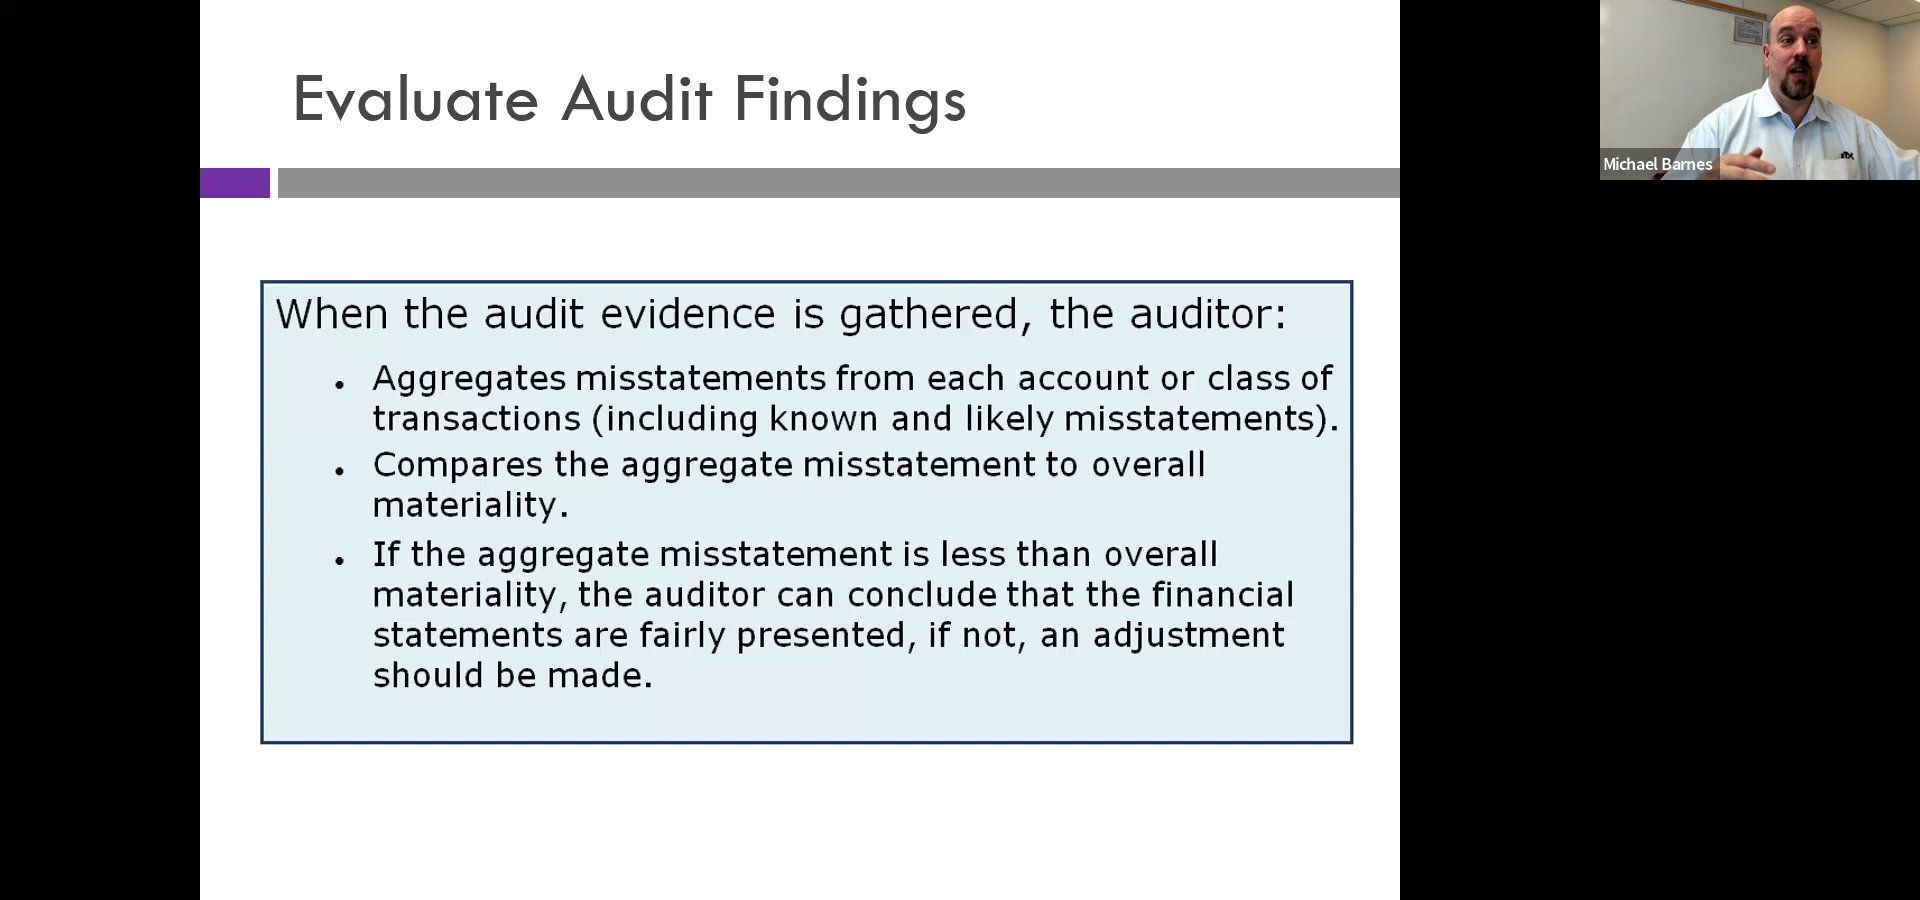 Evaluate Audit Findings
Michael Barnes
When the audit evidence is gathered, the auditor:
• Aggregates misstatements from each account or class of
transactions (including known and likely misstatements).
• Compares the aggregate misstatement to overall
materiality.
• If the aggregate misstatement is less than overall
materiality, the auditor can conclude that the financial
statements are fairly presented, if not, an adjustment
should be made.